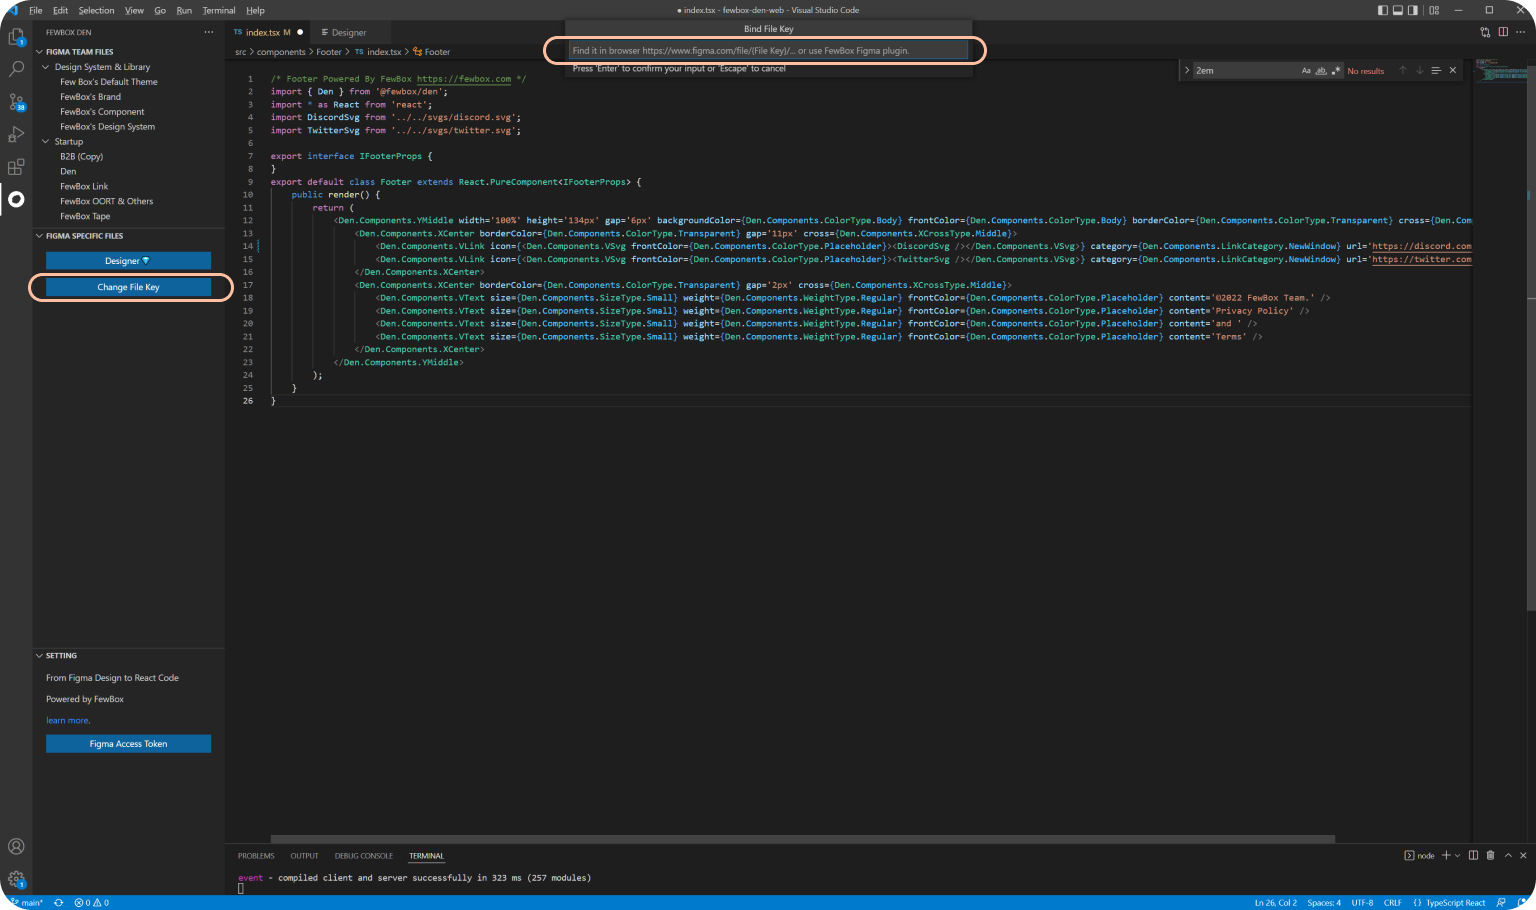 File Edit Selection View Go Run Terminal Help
● index.tsx - fewbox-den-web - Visual Studio Code
FEWBOX DEN ···
FIGMA TEAM FILES
Design System & Library
Few Box's Default Theme
FewBox's Brand
FewBox's Component
FewBox's Design System
Startup
B2B (Copy)
Den
FewBox Link
FewBox OORT & Others
FewBox Tape
FIGMA SPECIFIC FILES
Designer
Change File Key
SETTING
From Figma Design to React Code
Powered by FewBox
learn more.
Figma Access Token
1
38
1
TS index.tsx M ●
Designer
src > components > Footer > TS index.tsx > Footer
Bind File Key
Find it in browser https://www.figma.com/file/{File Key}/... or use FewBox Figma plugin.
Press 'Enter' to confirm your input or 'Escape' to cancel
2em Aa ab No results
1 /* Footer Powered By FewBox https://fewbox.com */
2 import { Den } from '@fewbox/den';
3 import * as React from 'react';
4 import DiscordSvg from '../../svgs/discord.svg';
5 import TwitterSvg from '../../svgs/twitter.svg';
6
7 export interface IFooterProps {
8 }
9 export default class Footer extends React.PureComponent<IFooterProps> {
10 public render() {
11 return (
12 <Den.Components.YMiddle width='100%' height='134px' gap='6px' backgroundColor={Den.Components.ColorType.Body} frontColor={Den.Components.ColorType.Body} borderColor={Den.Components.ColorType.Transparent} cross={Den.Com
13 <Den.Components.XCenter borderColor={Den.Components.ColorType.Transparent} gap='11px' cross={Den.Components.XCrossType.Middle}>
14 <Den.Components.VLink icon={<Den.Components.VSvg frontColor={Den.Components.ColorType.Placeholder}><DiscordSvg /></Den.Components.VSvg>} category={Den.Components.LinkCategory.NewWindow} url='https://discord.com
15 <Den.Components.VLink icon={<Den.Components.VSvg frontColor={Den.Components.ColorType.Placeholder}><TwitterSvg /></Den.Components.VSvg>} category={Den.Components.LinkCategory.NewWindow} url='https://twitter.com
16 </Den.Components.XCenter>
17 <Den.Components.XCenter borderColor={Den.Components.ColorType.Transparent} gap='2px' cross={Den.Components.XCrossType.Middle}>
18 <Den.Components.VText size={Den.Components.SizeType.Small} weight={Den.Components.WeightType.Regular} frontColor={Den.Components.ColorType.Placeholder} content='©2022 FewBox Team.' />
19 <Den.Components.VText size={Den.Components.SizeType.Small} weight={Den.Components.WeightType.Regular} frontColor={Den.Components.ColorType.Placeholder} content='Privacy Policy' />
20 <Den.Components.VText size={Den.Components.SizeType.Small} weight={Den.Components.WeightType.Regular} frontColor={Den.Components.ColorType.Placeholder} content='and ' />
21 <Den.Components.VText size={Den.Components.SizeType.Small} weight={Den.Components.WeightType.Regular} frontColor={Den.Components.ColorType.Placeholder} content='Terms' />
22 </Den.Components.XCenter>
23 </Den.Components.YMiddle>
24 );
25 }
26 }
PROBLEMS OUTPUT DEBUG CONSOLE TERMINAL
node
event - compiled client and server successfully in 323 ms (257 modules)
main* 0 0
Ln 26, Col 2 Spaces: 4 UTF-8 CRLF {} TypeScript React